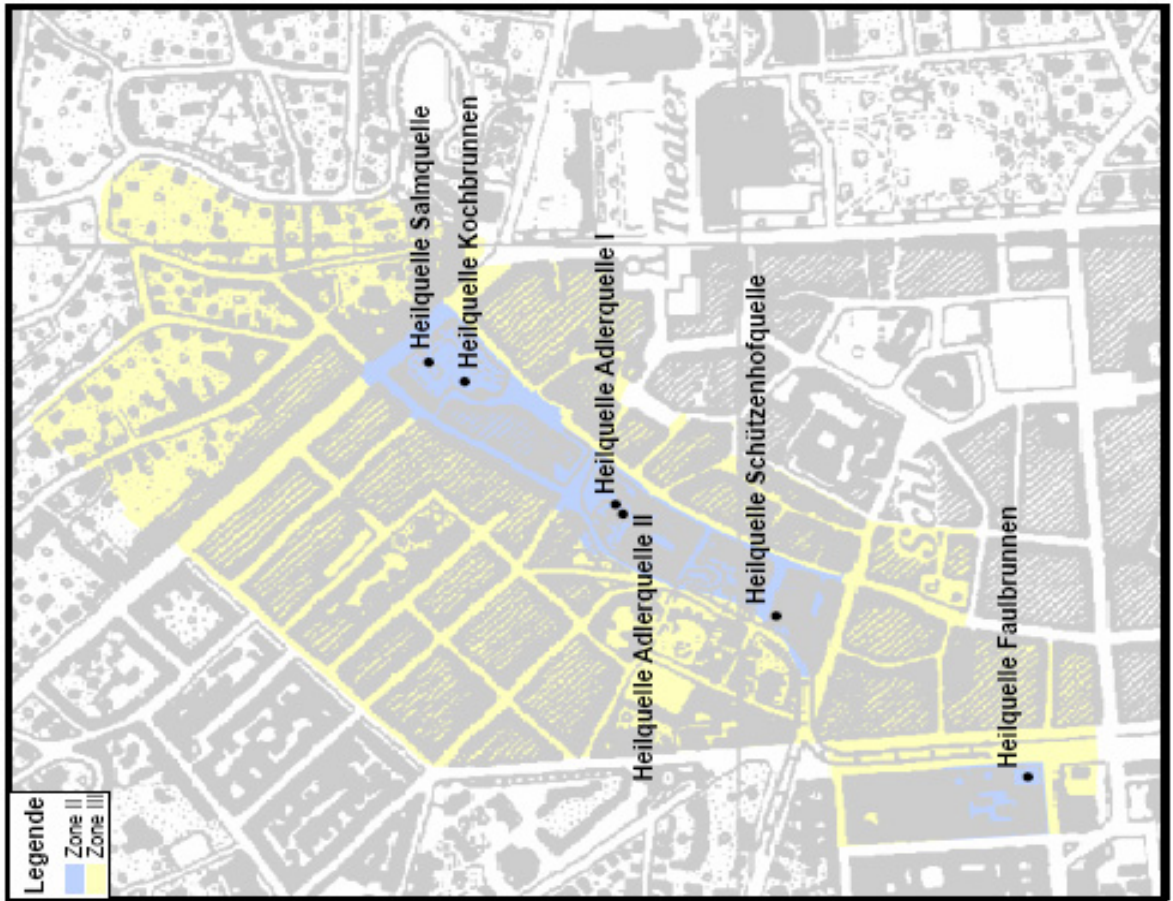 Legende
Zone II
Zone III
Heilquelle Salmquelle
Heilquelle Kochbrunnen
Heilquelle Adlerquelle I
Heilquelle Adlerquelle II
Heilquelle Schützenhofquelle
Heilquelle Faulbrunnen
Theater
Schl